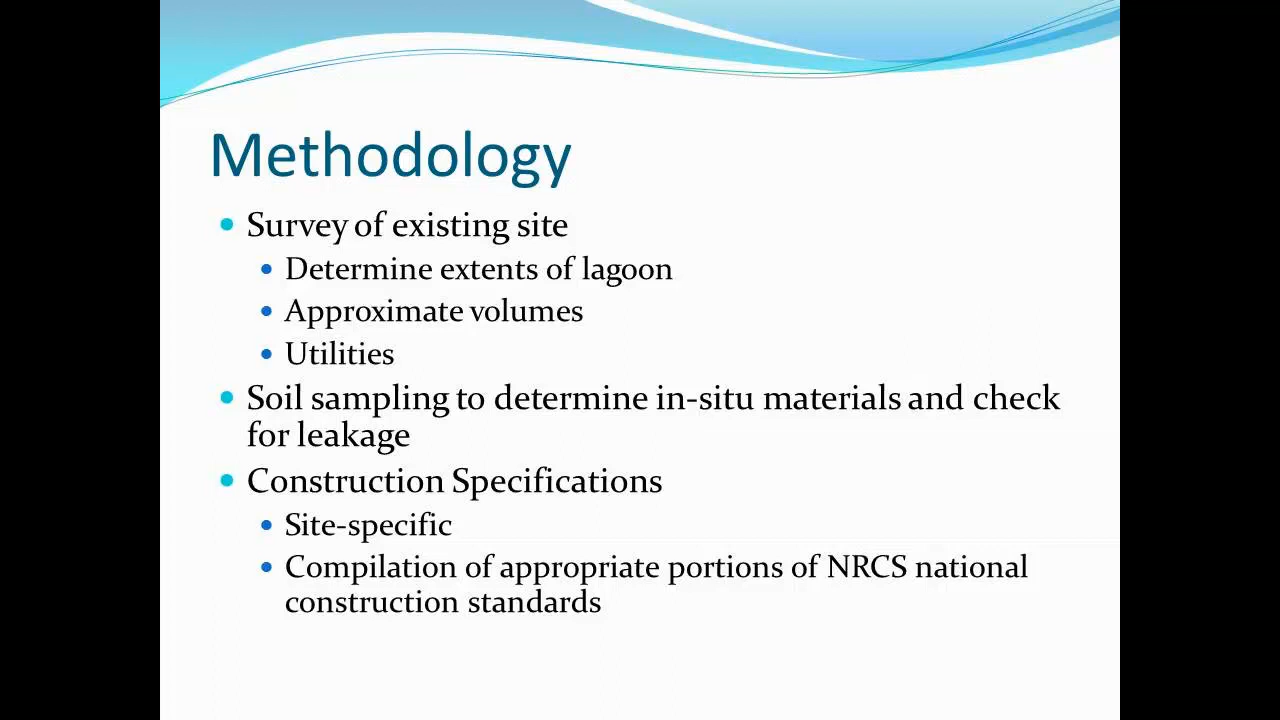 Methodology
Survey of existing site
Determine extents of lagoon
Approximate volumes
Utilities
Soil sampling to determine in-situ materials and check
for leakage
Construction Specifications
Site-specific
Compilation of appropriate portions of NRCS national
construction standards